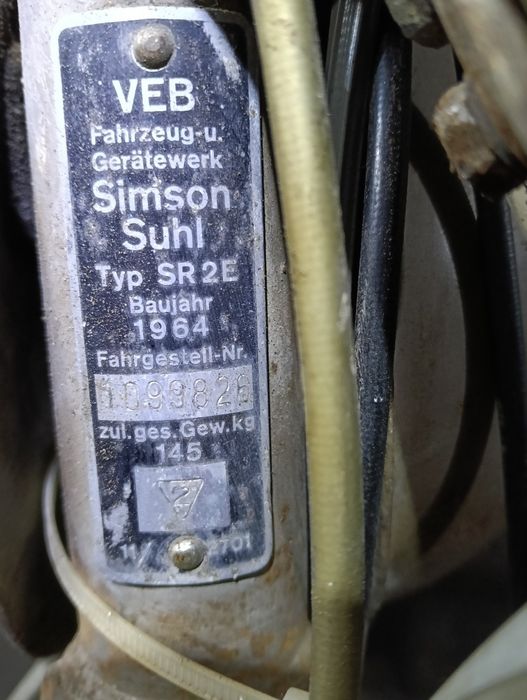 VEB
Fahrzeug-u.
Gerätewerk
Simson
Suhl
Typ SR2E
Baujahr
1964
Fahrgestell-Nr.
1099826
zul.ges.Gew.kg
145